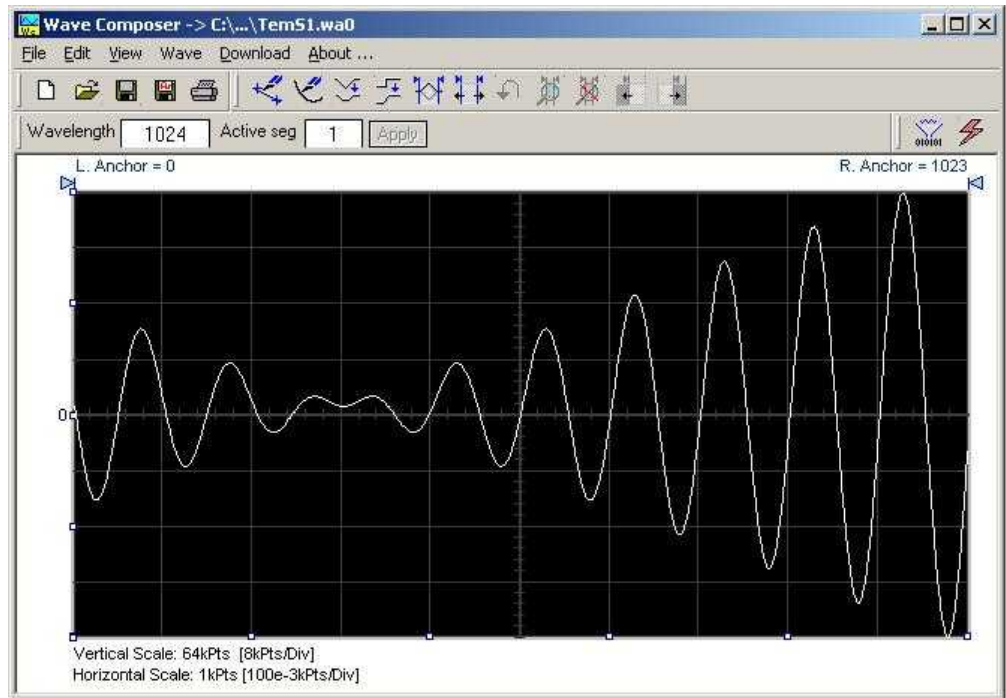 Wave Composer -> C:\...\TemS1.wa0
File Edit View Wave Download About ...
Wavelength 1024 Active seg 1 Apply
L. Anchor = 0 R. Anchor = 1023
0
Vertical Scale: 64kPts [8kPts/Div]
Horizontal Scale: 1kPts [100e-3kPts/Div]